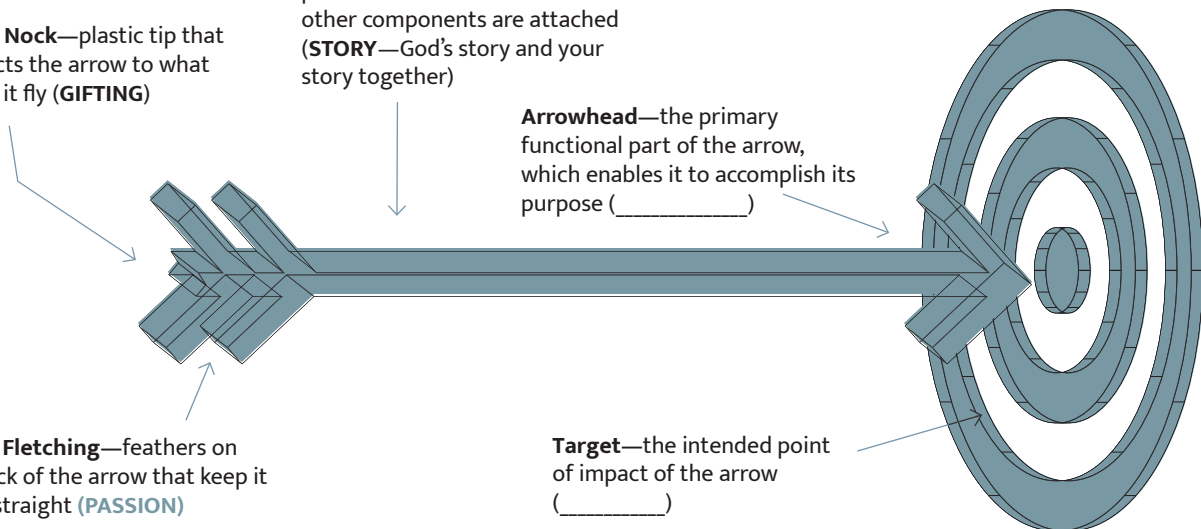 Nock—plastic tip that
cts the arrow to what
it fly (GIFTING)
other components are attached
(STORY—God’s story and your
story together)
Arrowhead—the primary
functional part of the arrow,
which enables it to accomplish its
purpose (______________)
Fletching—feathers on
ck of the arrow that keep it
straight (PASSION)
Target—the intended point
of impact of the arrow
(___________)